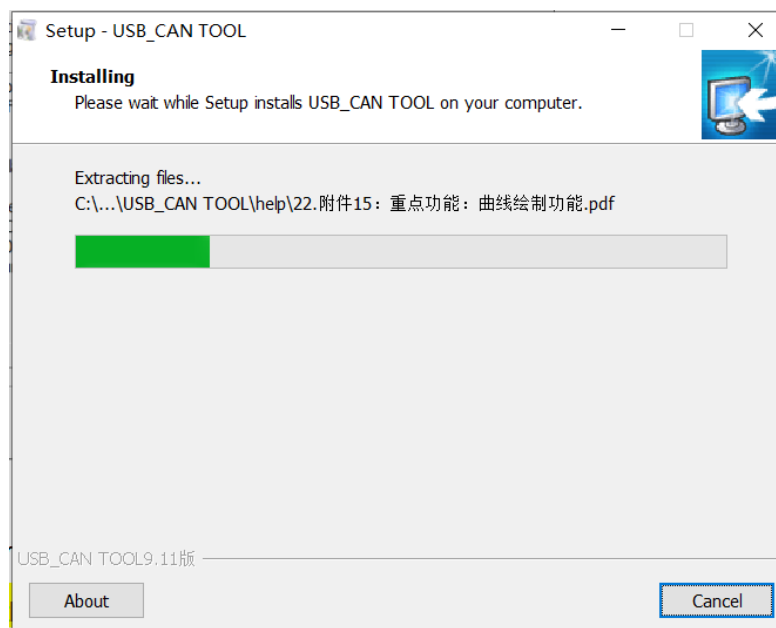 Setup - USB_CAN TOOL
Installing
Please wait while Setup installs USB_CAN TOOL on your computer.
Extracting files...
C:\...\USB_CAN TOOL\help\22.附件15：重点功能：曲线绘制功能.pdf
USB_CAN TOOL9.11版
About
Cancel